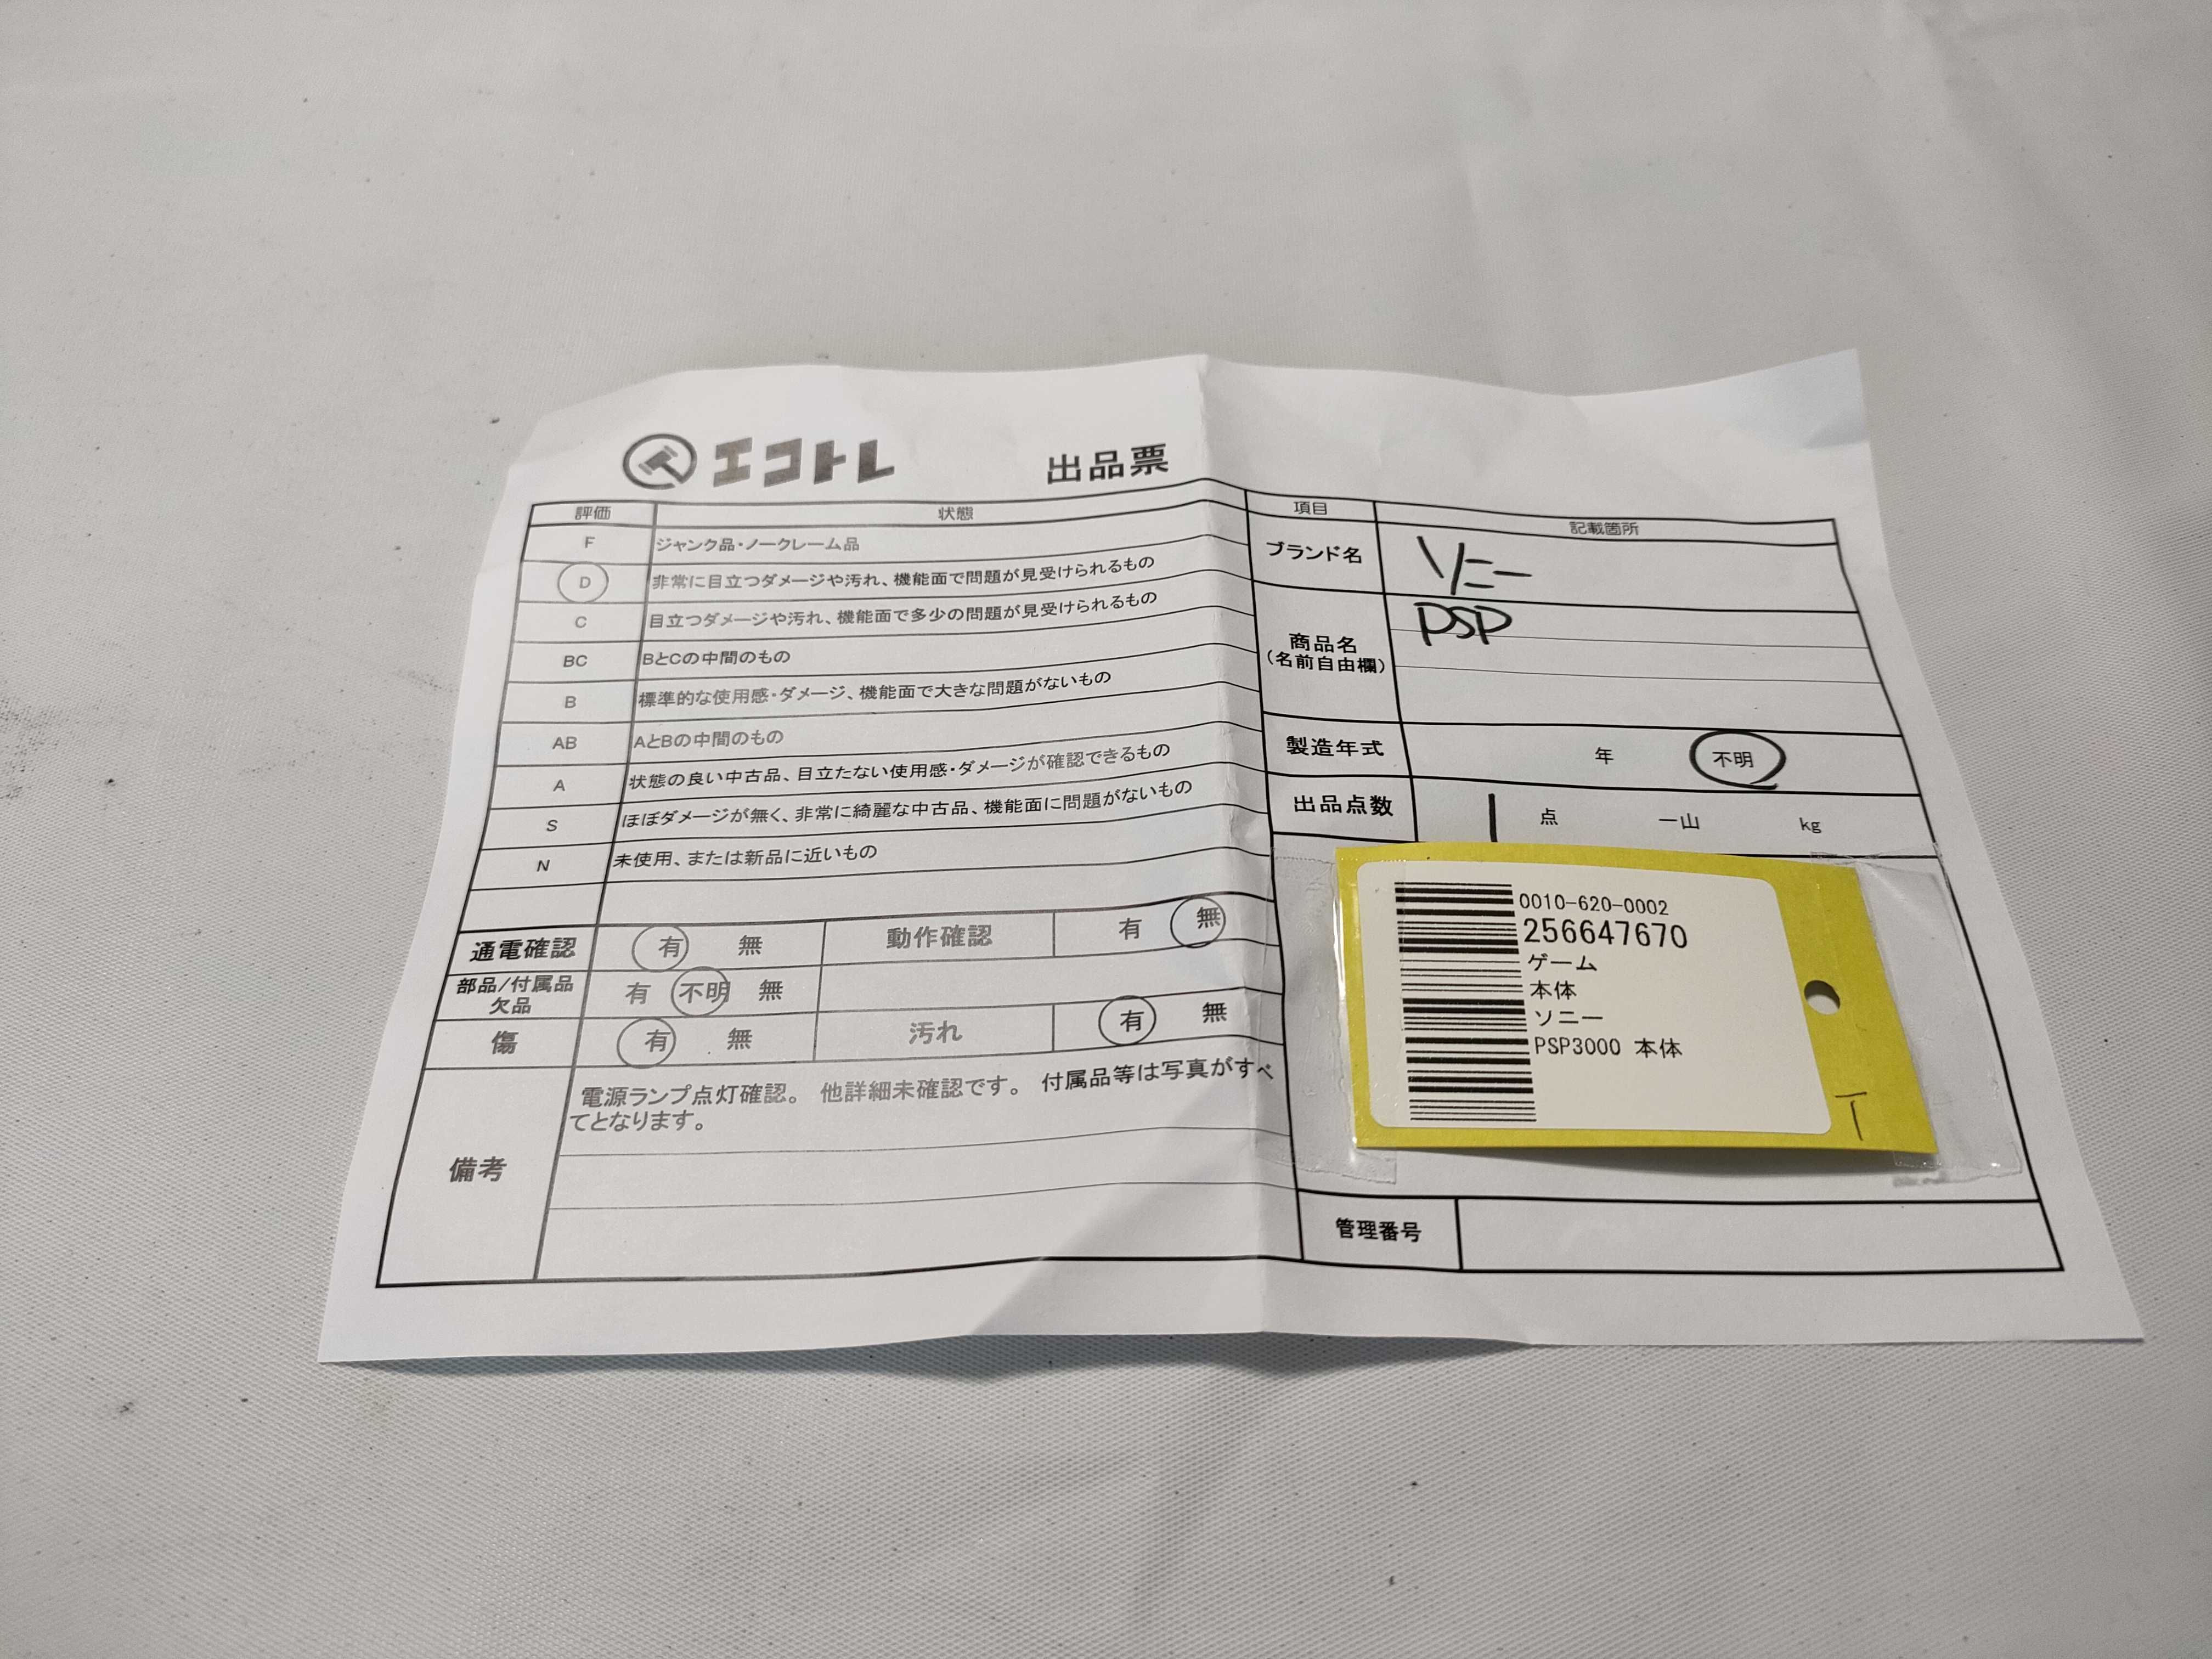 エコトレ 出品票
評価 状態
F ジャンク品・ノークレーム品
D 非常に目立つダメージや汚れ、機能面で問題が見受けられるもの
C 目立つダメージや汚れ、機能面で多少の問題が見受けられるもの
BC BとCの中間のもの
B 標準的な使用感・ダメージ、機能面で大きな問題がないもの
AB AとBの中間のもの
A 状態の良い中古品、目立たない使用感・ダメージが確認できるもの
S ほぼダメージが無く、非常に綺麗な中古品、機能面に問題がないもの
N 未使用、または新品に近いもの
通電確認 有 無 動作確認 有 無
部品/付属品
欠品 有 不明 無
傷 有 無 汚れ 有 無
備考
電源ランプ点灯確認。 他詳細未確認です。 付属品等は写真がすべ
てとなります。
項目 記載箇所
ブランド名 ソニー
商品名
(名前自由欄)
PSP
製造年式 年 不明
出品点数 1 点 一山 kg
0010-620-0002
256647670
ゲーム
本体
ソニー
PSP3000 本体
T
管理番号